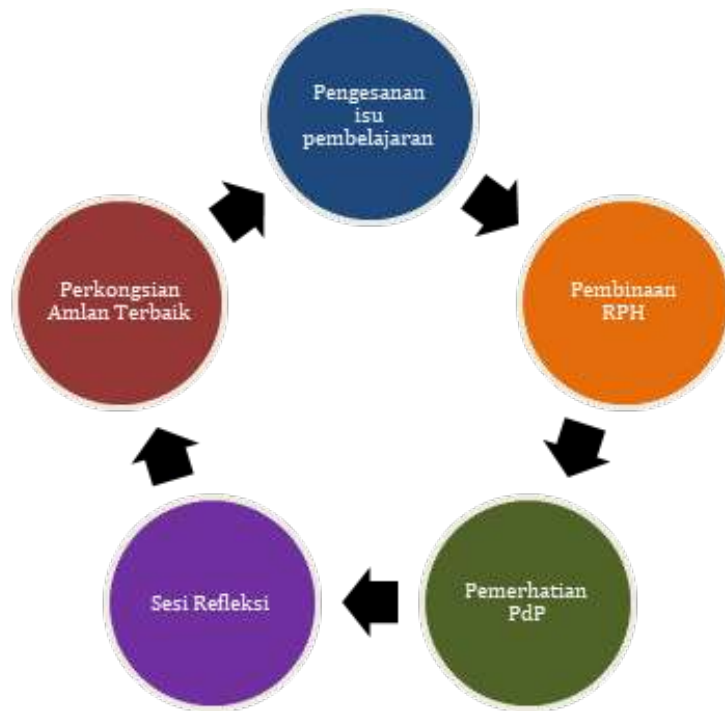 Pengesanan
isu
pembelajaran
Pembinaan
RPH
Pemerhatian
PdP
Sesi Refleksi
Perkongsian
Amlan Terbaik